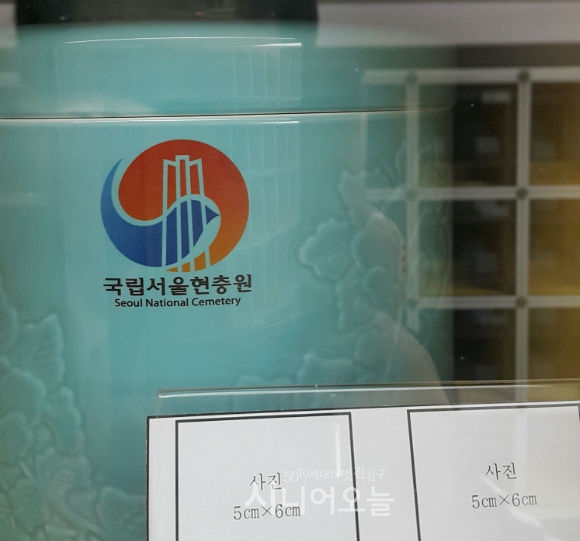 국립서울현충원
Seoul National Cemetery
사진
5cm×6cm
사진
5cm×6cm
시니어오늘